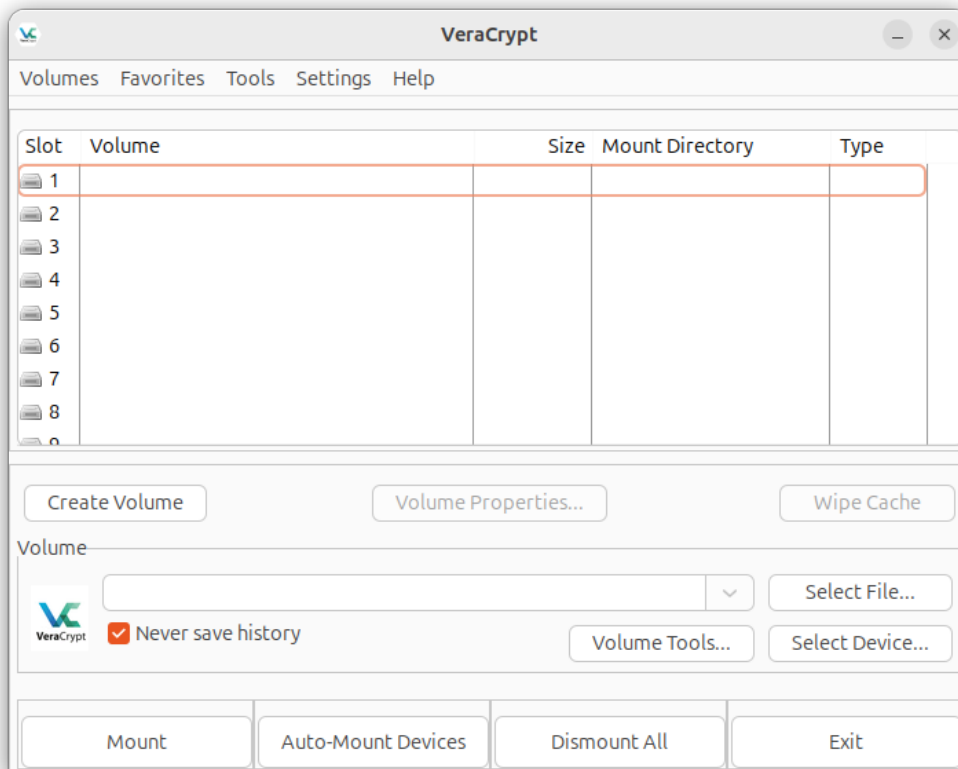 VeraCrypt
Volumes Favorites Tools Settings Help
Slot Volume Size Mount Directory Type
1
2
3
4
5
6
7
8
9
Create Volume Volume Properties... Wipe Cache
Volume
Select File...
VeraCrypt
Never save history
Volume Tools... Select Device...
Mount Auto-Mount Devices Dismount All Exit